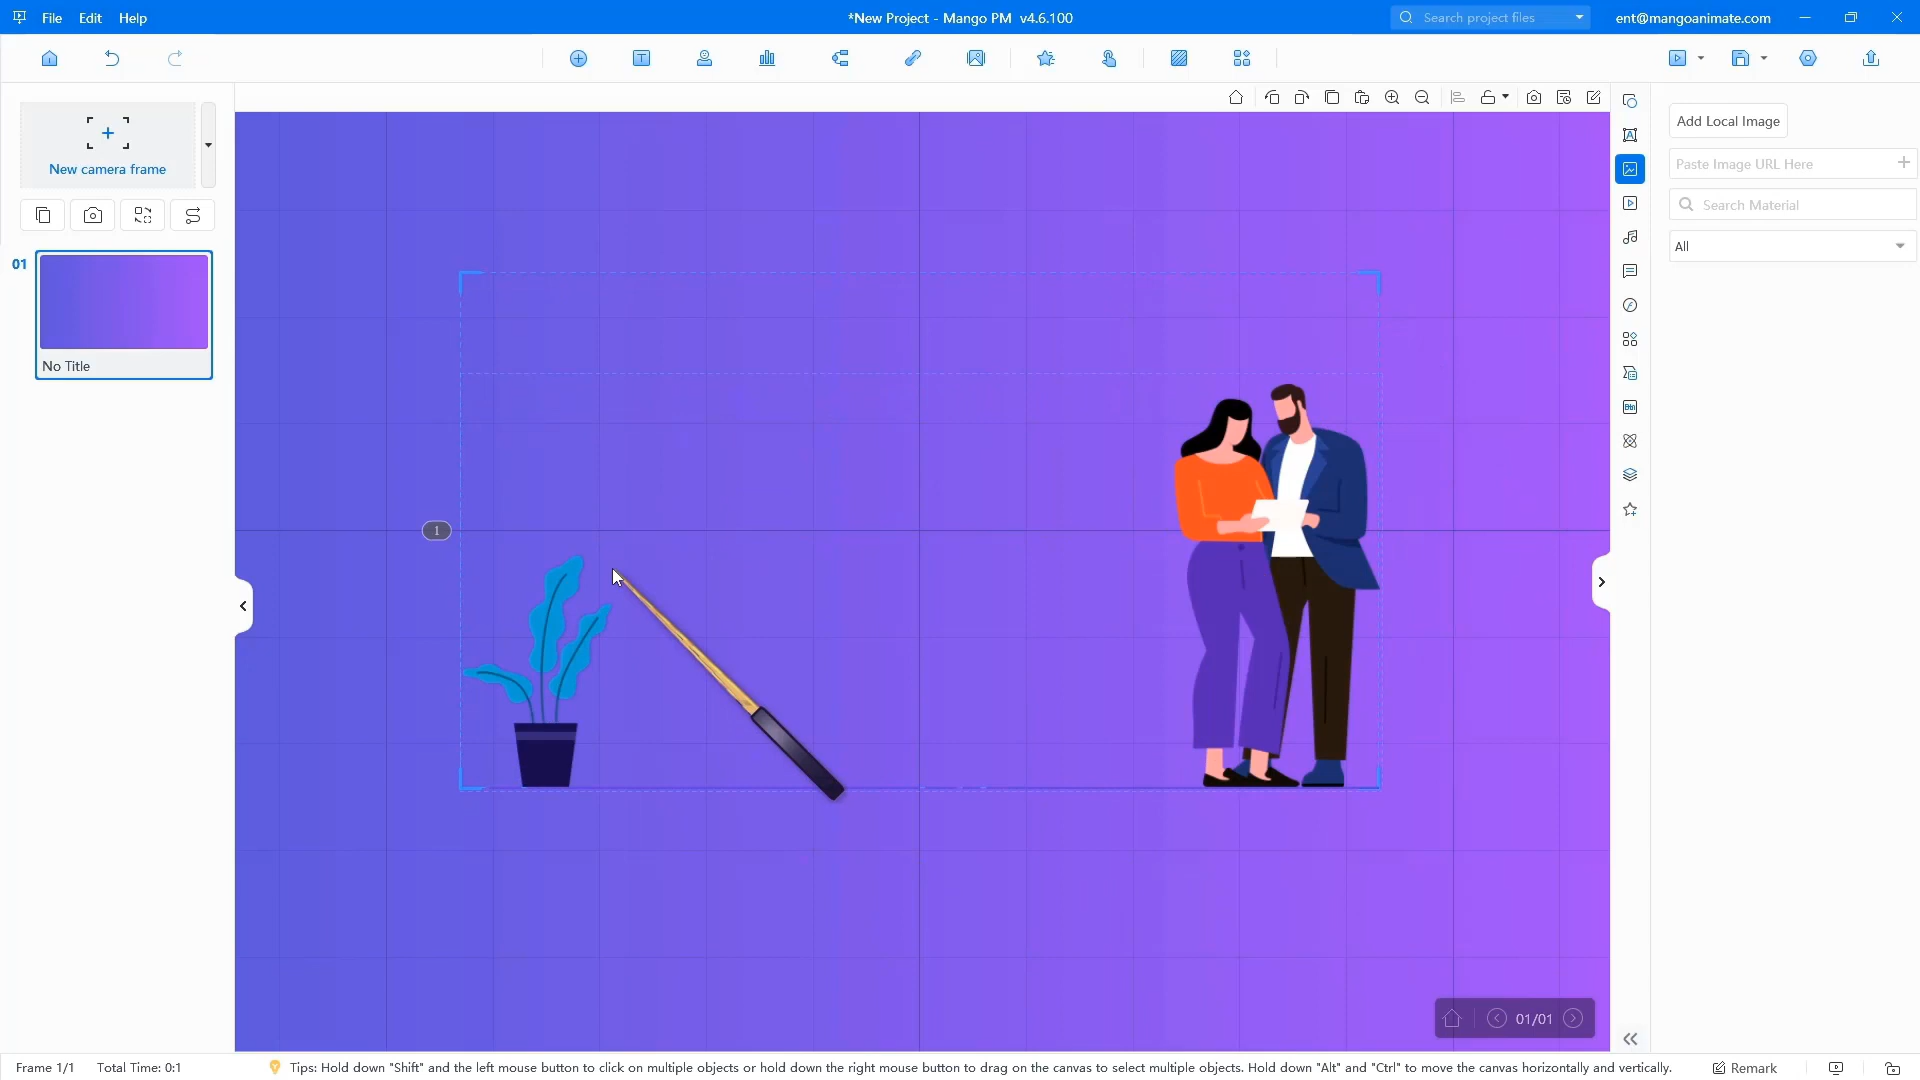 File Edit Help
*New Project - Mango PM v4.6.100
Search project files
ent@mangoanimate.com
New camera frame
01
No Title
1
Add Local Image
Paste Image URL Here
Search Material
All
Btn
01/01
Frame 1/1 Total Time: 0:1
Tips: Hold down "Shift" and the left mouse button to click on multiple objects or hold down the right mouse button to drag on the canvas to select multiple objects. Hold down "Alt" and "Ctrl" to move the canvas horizontally and vertically.
Remark